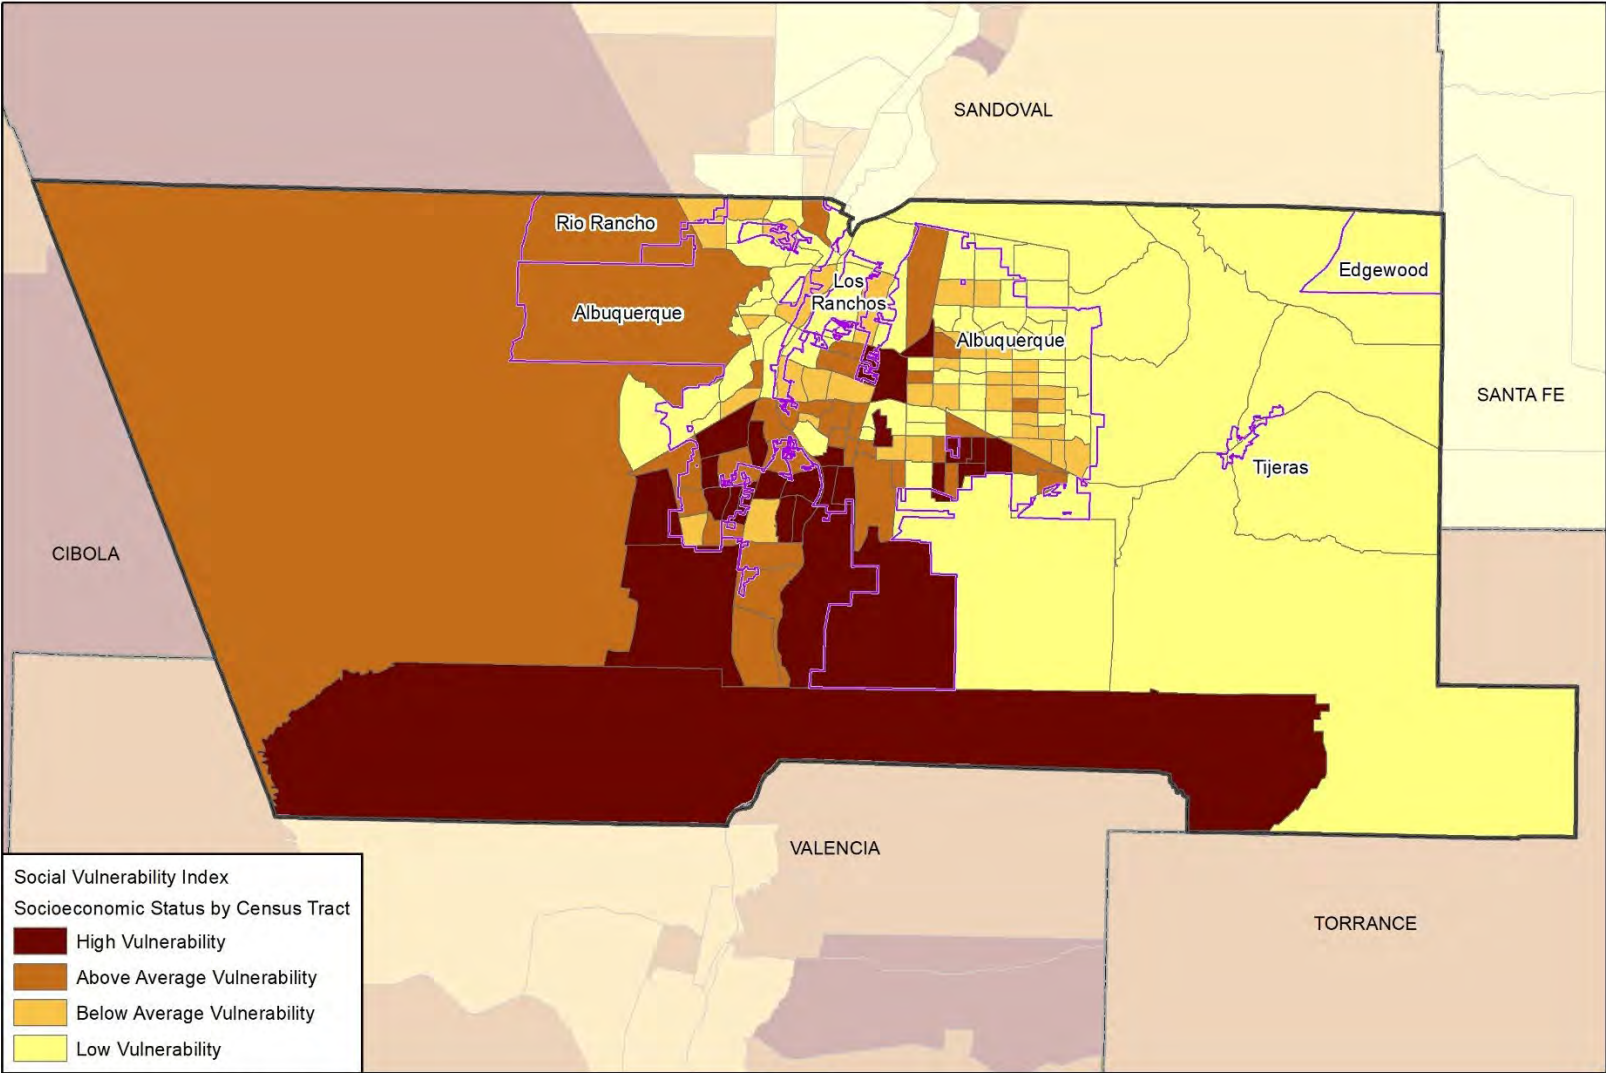 SANDOVAL
Rio Rancho
Edgewood
Los
Ranchos
Albuquerque
Albuquerque
SANTA FE
Tijeras
CIBOLA
VALENCIA
TORRANCE
Social Vulnerability Index
Socioeconomic Status by Census Tract
High Vulnerability
Above Average Vulnerability
Below Average Vulnerability
Low Vulnerability